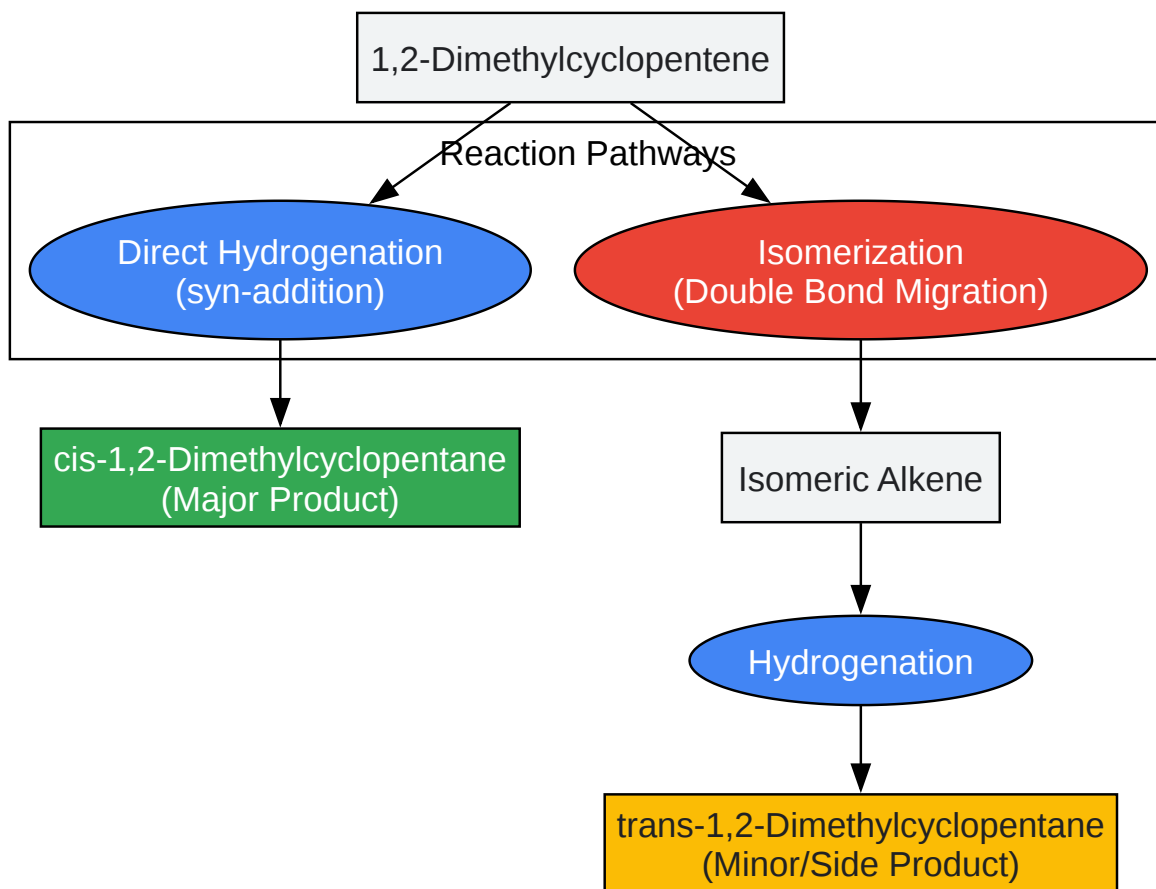 1,2-Dimethylcyclopentene
Reaction Pathways
Direct Hydrogenation
(syn-addition)
Isomerization
(Double Bond Migration)
cis-1,2-Dimethylcyclopentane
(Major Product)
Isomeric Alkene
Hydrogenation
trans-1,2-Dimethylcyclopentane
(Minor/Side Product)